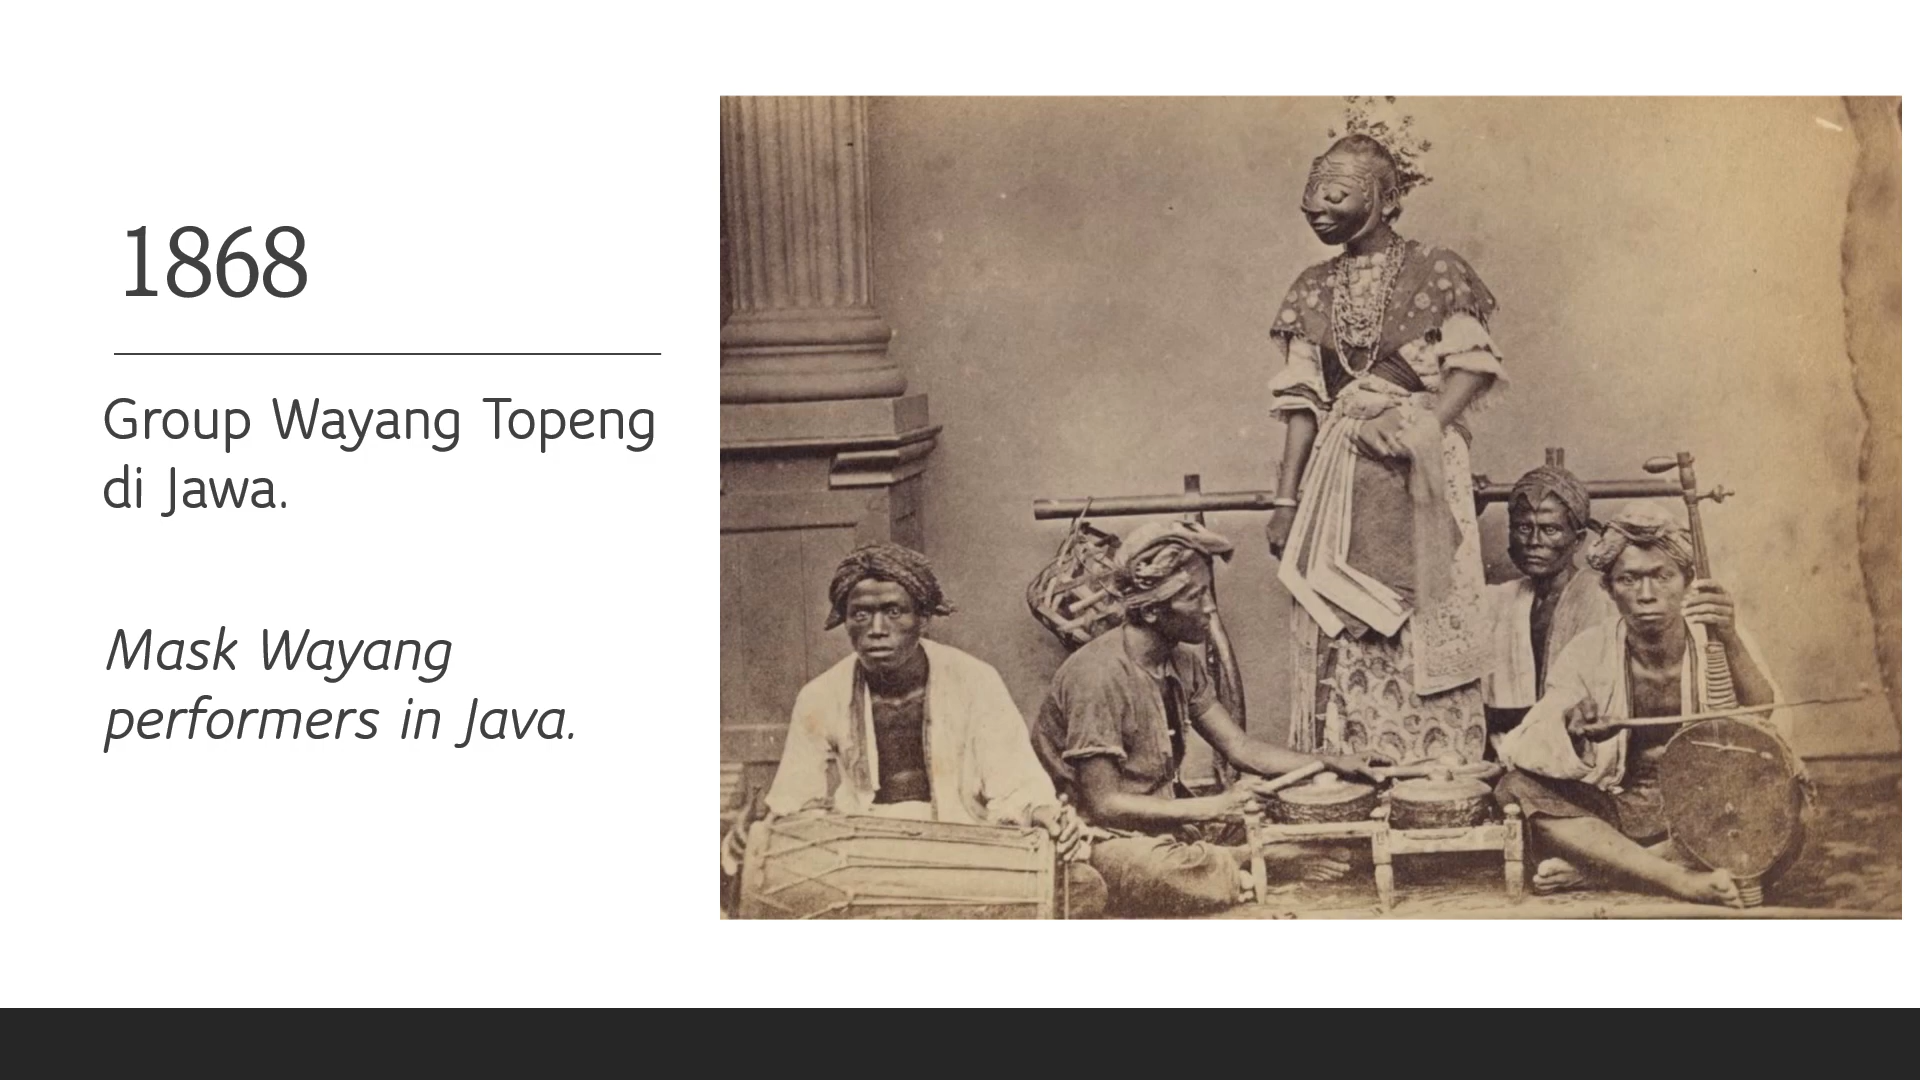 1868
Group Wayang Topeng
di Jawa.
Mask Wayang
performers in Java.